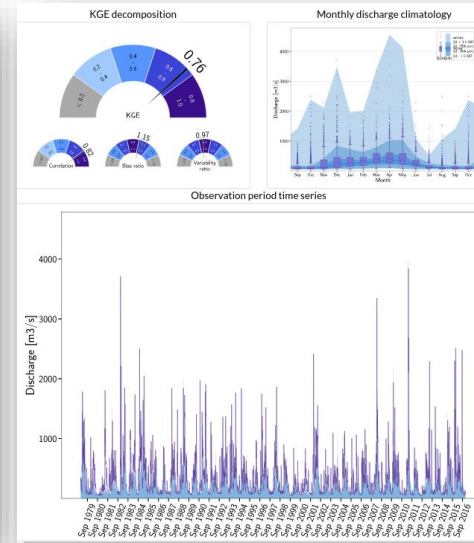 KGE decomposition
0.76
< 0.2
0.2
0.4
0.4
0.6
0.6
0.8
0.8
1.0
KGE
0.82
Correlation
1.15
Bias ratio
0.97
Variability
ratio
Monthly discharge climatology
Discharge [m3/s]
3000
2000
1000
Sep Oct Nov Dec Jan Feb Mar Apr May Jun Jul Aug Sep Oct
Month
Observation period time series
Discharge [m3/s]
4000
3000
2000
1000
Sep 1979
Sep 1980
Sep 1981
Sep 1982
Sep 1983
Sep 1984
Sep 1985
Sep 1986
Sep 1987
Sep 1988
Sep 1989
Sep 1990
Sep 1991
Sep 1992
Sep 1993
Sep 1994
Sep 1995
Sep 1996
Sep 1997
Sep 1998
Sep 1999
Sep 2000
Sep 2001
Sep 2002
Sep 2003
Sep 2004
Sep 2005
Sep 2006
Sep 2007
Sep 2008
Sep 2009
Sep 2010
Sep 2011
Sep 2012
Sep 2013
Sep 2014
Sep 2015
Sep 2016